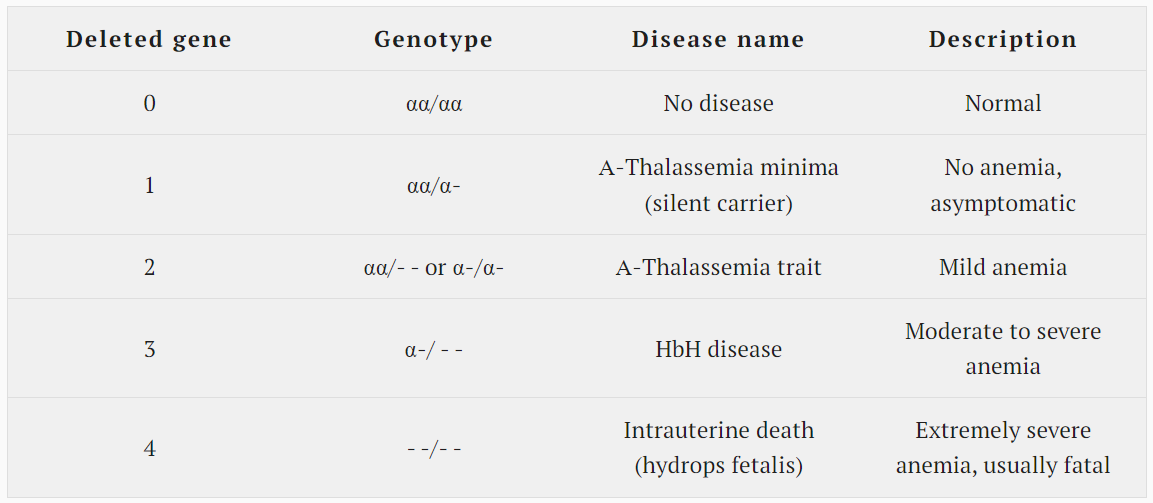 Deleted gene Genotype Disease name Description
0 αα/αα No disease Normal
1 αα/α- A-Thalassemia minima (silent carrier) No anemia, asymptomatic
2 αα/- - or α-/α- A-Thalassemia trait Mild anemia
3 α-/ - - HbH disease Moderate to severe anemia
4 - -/- - Intrauterine death (hydrops fetalis) Extremely severe anemia, usually fatal